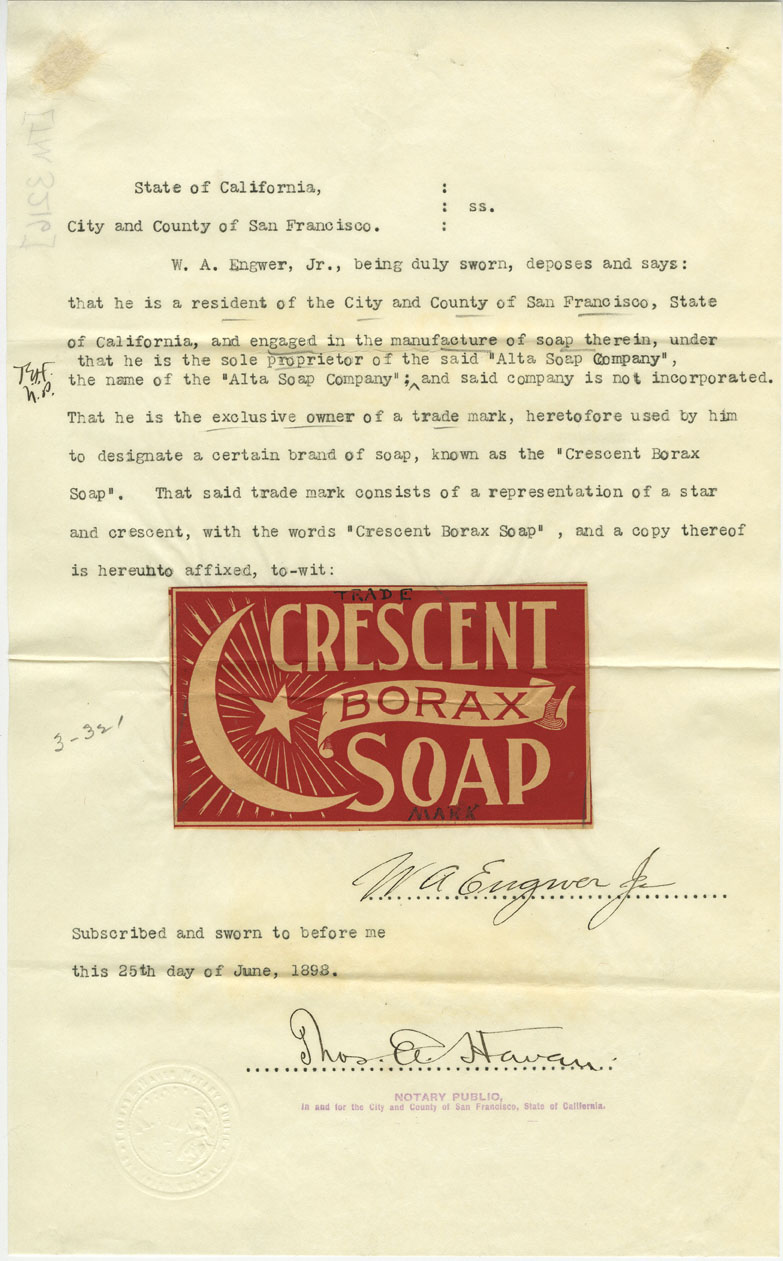 State of California, :
: ss.
City and County of San Francisco. :
W. A. Engwer, Jr., being duly sworn, deposes and says:
that he is a resident of the City and County of San Francisco, State
of California, and engaged in the manufacture of soap therein, under
that he is the sole proprietor of the said "Alta Soap Company",
the name of the "Alta Soap Company"; and said company is not incorporated.
That he is the exclusive owner of a trade mark, heretofore used by him
to designate a certain brand of soap, known as the "Crescent Borax
Soap". That said trade mark consists of a representation of a star
and crescent, with the words "Crescent Borax Soap" , and a copy thereof
is hereunto affixed, to-wit:
TRADE
CRESCENT
BORAX
SOAP
MARK
3-321
W A Engwer Jr
Subscribed and sworn to before me
this 25th day of June, 1898.
Thos. A.
NOTARY PUBLIC,
in and for the City and County of San Francisco, State of California.